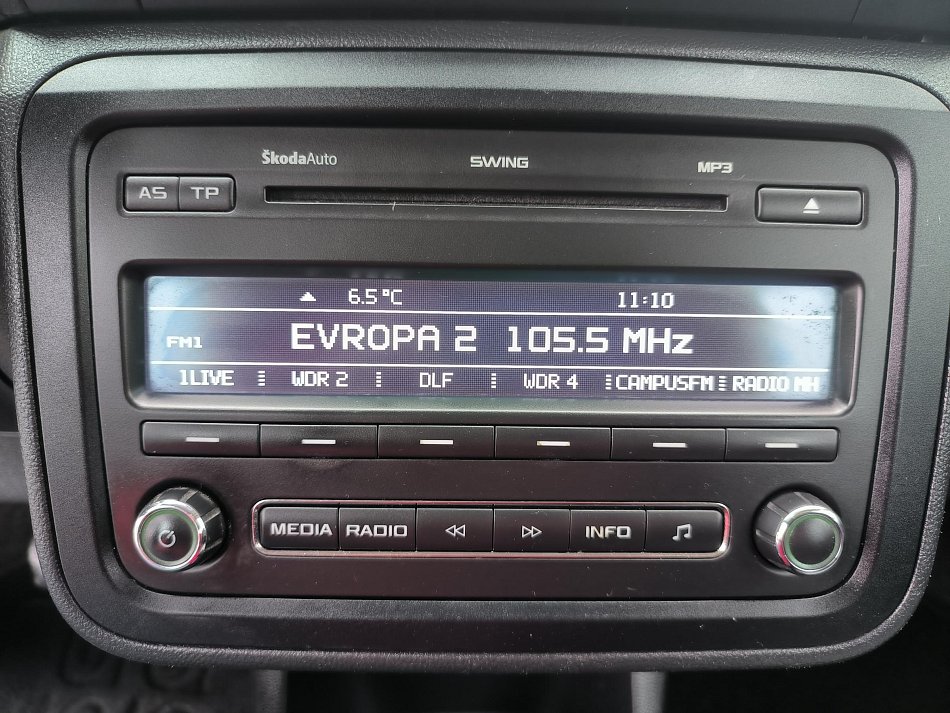 ŠkodaAuto SWING MP3
AS TP
6.5°C 11:10
FM1 EVROPA 2 105.5 MHz
1LIVE WDR 2 DLF WDR 4 CAMPUSFM RADIO MH
MEDIA RADIO INFO